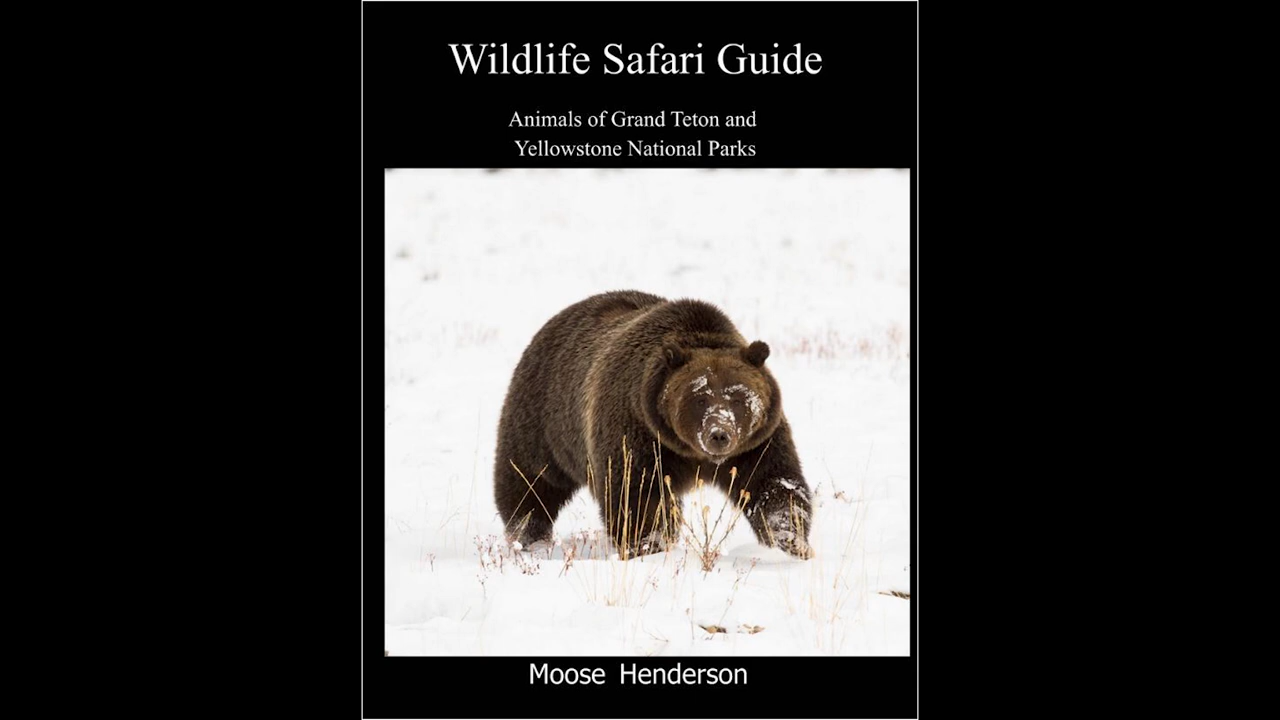 Wildlife Safari Guide
Animals of Grand Teton and
Yellowstone National Parks
Moose Henderson